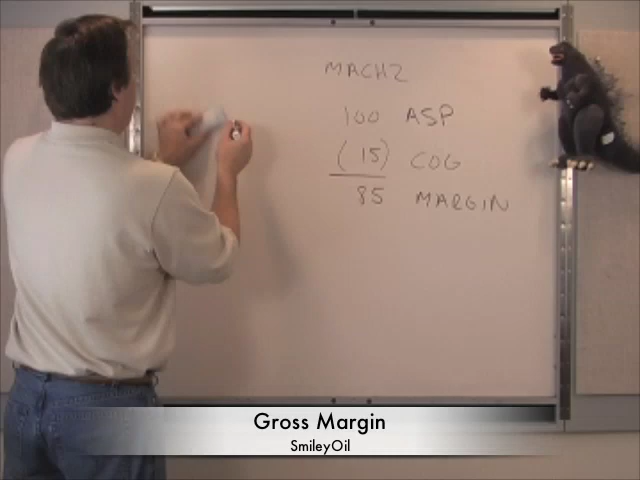 MACH2
100 ASP
(15) COG
85 MARGIN
Gross Margin
SmileyOil